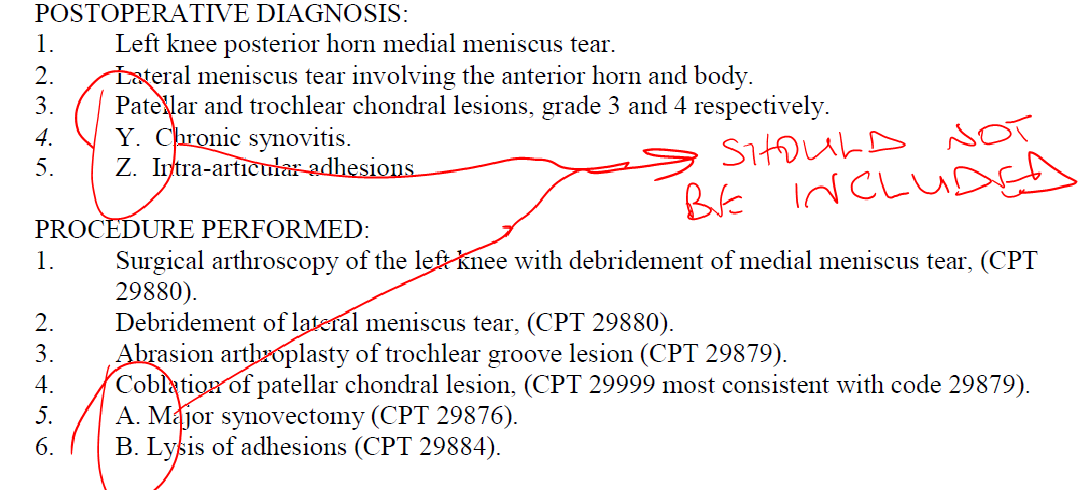 POSTOPERATIVE DIAGNOSIS:
1. Left knee posterior horn medial meniscus tear.
2. Lateral meniscus tear involving the anterior horn and body.
3. Patellar and trochlear chondral lesions, grade 3 and 4 respectively.
4. Y. Chronic synovitis.
5. Z. Intra-articular adhesions
SHOULD NOT
BE INCLUDED
PROCEDURE PERFORMED:
1. Surgical arthroscopy of the left knee with debridement of medial meniscus tear, (CPT
29880).
2. Debridement of lateral meniscus tear, (CPT 29880).
3. Abrasion arthroplasty of trochlear groove lesion (CPT 29879).
4. Coblation of patellar chondral lesion, (CPT 29999 most consistent with code 29879).
5. A. Major synovectomy (CPT 29876).
6. B. Lysis of adhesions (CPT 29884).